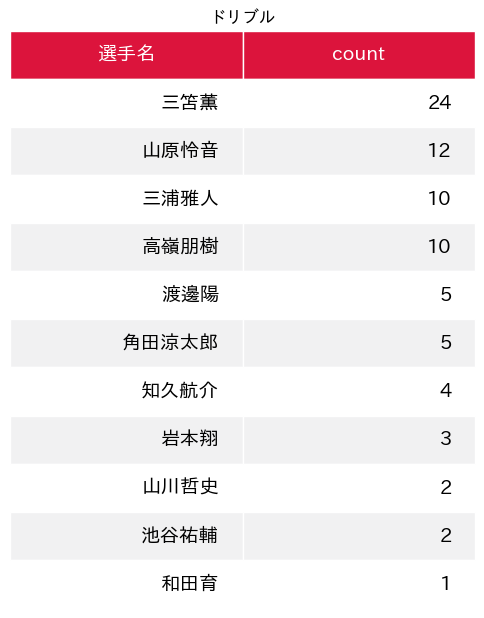 ドリブル
選手名 count
三笘薫 24
山原怜音 12
三浦雅人 10
高嶺朋樹 10
渡邊陽 5
角田涼太郎 5
知久航介 4
岩本翔 3
山川哲史 2
池谷祐輔 2
和田育 1